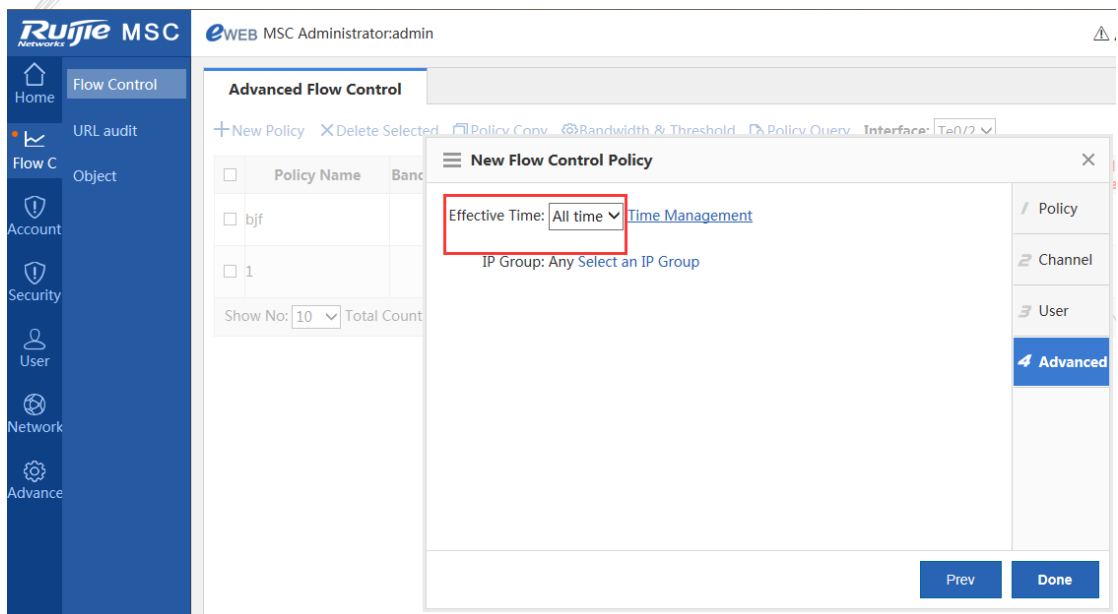 Ruijie Networks MSC
eWEB MSC Administrator:admin
Home
Flow C
Account
Security
User
Network
Advance
Flow Control
URL audit
Object
Advanced Flow Control
New Policy Delete Selected Policy Copy Bandwidth & Threshold Policy Query Interface: Te0/2
Policy Name Banc
bjf
1
Show No: 10 Total Count
New Flow Control Policy
Effective Time: All time Time Management
IP Group: Any Select an IP Group
1 Policy
2 Channel
3 User
4 Advanced
Prev Done